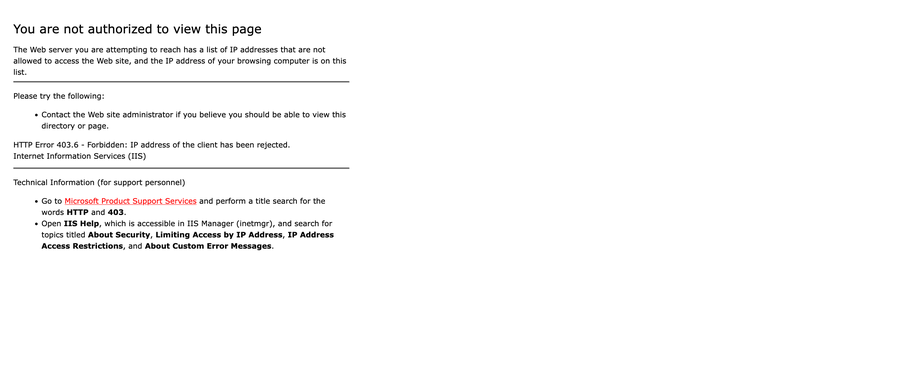 You are not authorized to view this page
The Web server you are attempting to reach has a list of IP addresses that are not
allowed to access the Web site, and the IP address of your browsing computer is on this
list.
Please try the following:
• Contact the Web site administrator if you believe you should be able to view this
directory or page.
HTTP Error 403.6 - Forbidden: IP address of the client has been rejected.
Internet Information Services (IIS)
Technical Information (for support personnel)
• Go to Microsoft Product Support Services and perform a title search for the
words HTTP and 403.
• Open IIS Help, which is accessible in IIS Manager (inetmgr), and search for
topics titled About Security, Limiting Access by IP Address, IP Address
Access Restrictions, and About Custom Error Messages.